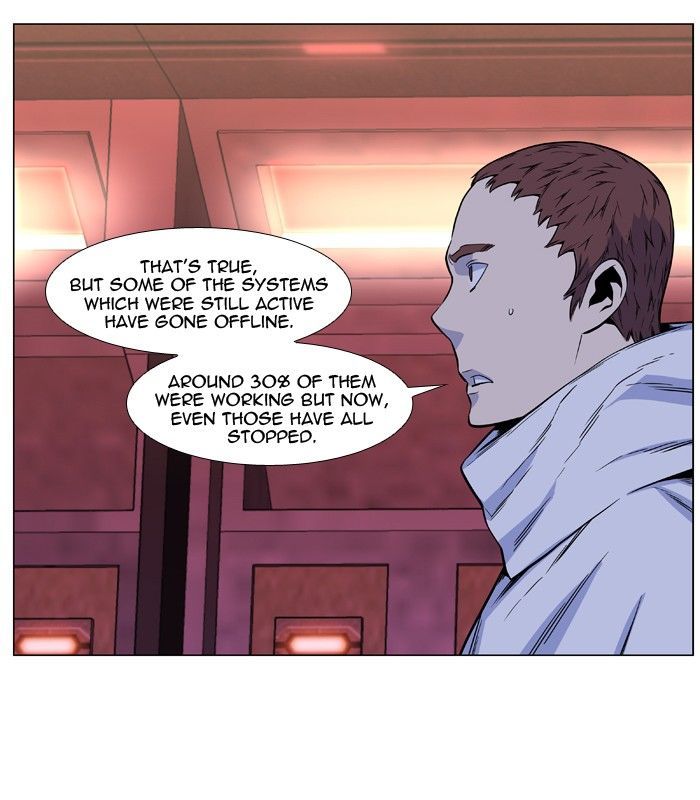 THAT'S TRUE,
BUT SOME OF THE SYSTEMS
WHICH WERE STILL ACTIVE
HAVE GONE OFFLINE.
AROUND 30% OF THEM
WERE WORKING BUT NOW,
EVEN THOSE HAVE ALL
STOPPED.